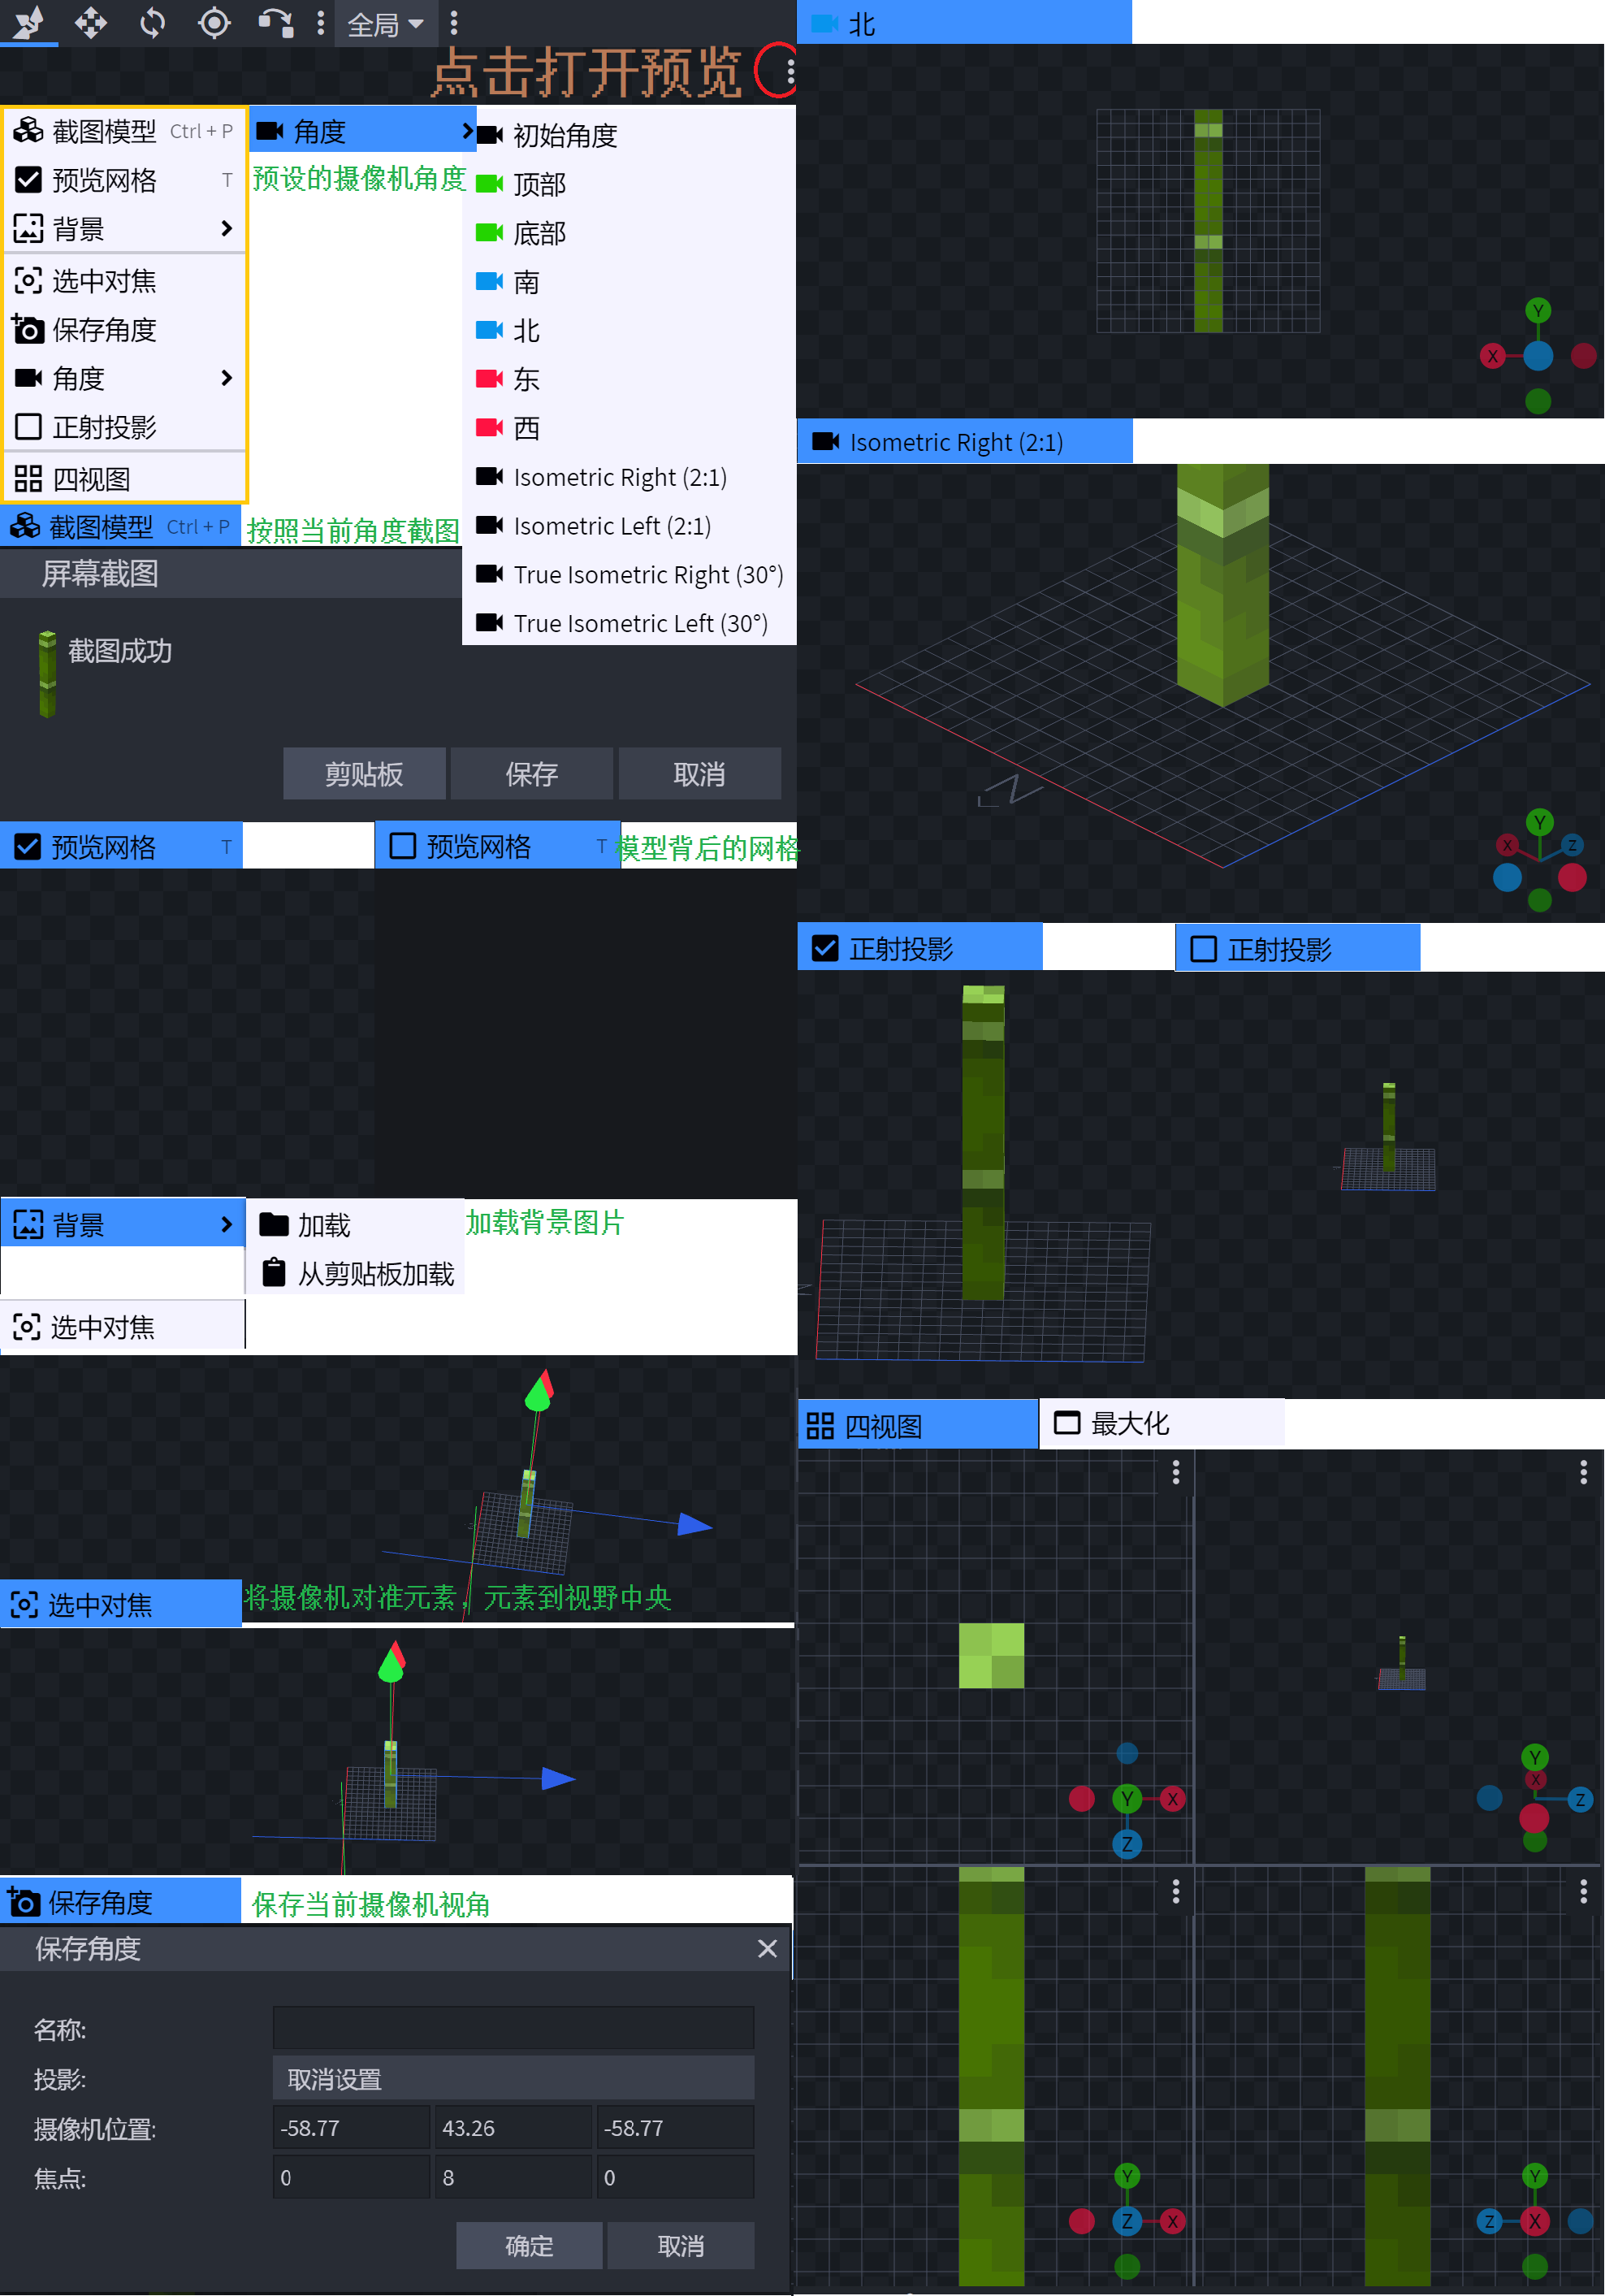 全局
点击打开预览
截图模型 Ctrl + P
预览网格 T
背景
选中对焦
保存角度
角度
正射投影
四视图
角度
预设的摄像机角度
初始角度
顶部
底部
南
北
东
西
Isometric Right (2:1)
Isometric Left (2:1)
True Isometric Right (30°)
True Isometric Left (30°)
截图模型 Ctrl + P
按照当前角度截图
屏幕截图
截图成功
剪贴板 保存 取消
预览网格 T
预览网格 T
模型背后的网格
背景
加载
从剪贴板加载
加载背景图片
选中对焦
选中对焦
将摄像机对准元素，元素到视野中央
保存角度
保存当前摄像机视角
保存角度
名称:
投影: 取消设置
摄像机位置: -58.77 43.26 -58.77
焦点: 0 8 0
确定 取消
北
Y
X
Isometric Right (2:1)
N
Y
X Z
正射投影
正射投影
四视图
最大化
Y X
Z
Y
X
Z
Y
Z X
Y
Z X